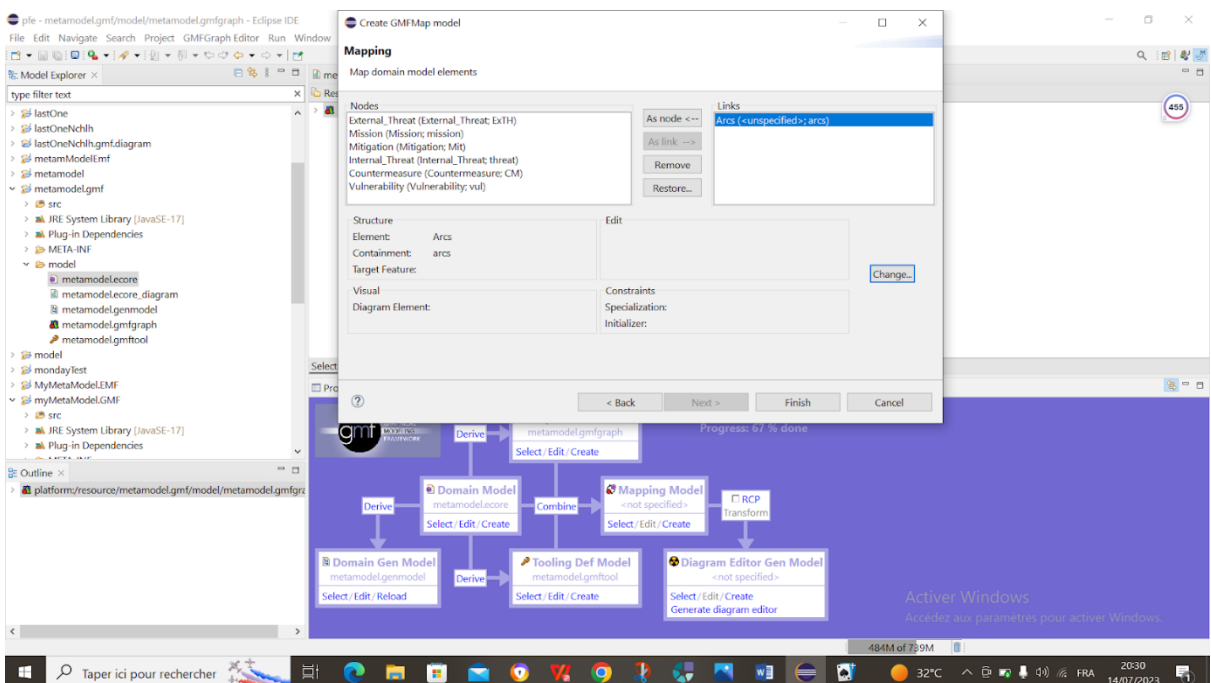 pfe - metamodel.gmf/model/metamodel.gmfgraph - Eclipse IDE
File Edit Navigate Search Project GMFGraph Editor Run Window
Model Explorer ×
type filter text
lastOne
lastOneNchlh
lastOneNchlh.gmf.diagram
metamModelEmf
metamodel
metamodel.gmf
src
JRE System Library [JavaSE-17]
Plug-in Dependencies
META-INF
model
metamodel.ecore
metamodel.ecore_diagram
metamodel.genmodel
metamodel.gmfgraph
metamodel.gmftool
model
mondayTest
MyMetaModel.EMF
myMetaModel.GMF
src
JRE System Library [JavaSE-17]
Plug-in Dependencies
META-INF
Outline ×
platform:/resource/metamodel.gmf/model/metamodel.gmfgra
me
Res
Select
Pro
455
Create GMFMap model
Mapping
Map domain model elements
Nodes
External_Threat (External_Threat; ExTH)
Mission (Mission; mission)
Mitigation (Mitigation; Mit)
Internal_Threat (Internal_Threat; threat)
Countermeasure (Countermeasure; CM)
Vulnerability (Vulnerability; vul)
As node <--
As link -->
Remove
Restore...
Links
Arcs (<unspecified>; arcs)
Structure
Element: Arcs
Containment: arcs
Target Feature:
Edit
Change...
Visual
Diagram Element:
Constraints
Specialization:
Initializer:
< Back Next > Finish Cancel
gmf
MODELING
FRAMEWORK
Derive
metamodel.gmfgraph
Select / Edit / Create
Progress: 67 % done
Derive
Domain Model
metamodel.ecore
Select / Edit / Create
Combine
Mapping Model
<not specified>
Select / Edit / Create
RCP
Transform
Domain Gen Model
metamodel.genmodel
Select / Edit / Reload
Derive
Tooling Def Model
metamodel.gmftool
Select / Edit / Create
Diagram Editor Gen Model
<not specified>
Select / Edit / Create
Generate diagram editor
Activer Windows
Accédez aux paramètres pour activer Windows.
484M of 739M
Taper ici pour rechercher
32°C
FRA
20:30
14/07/2023